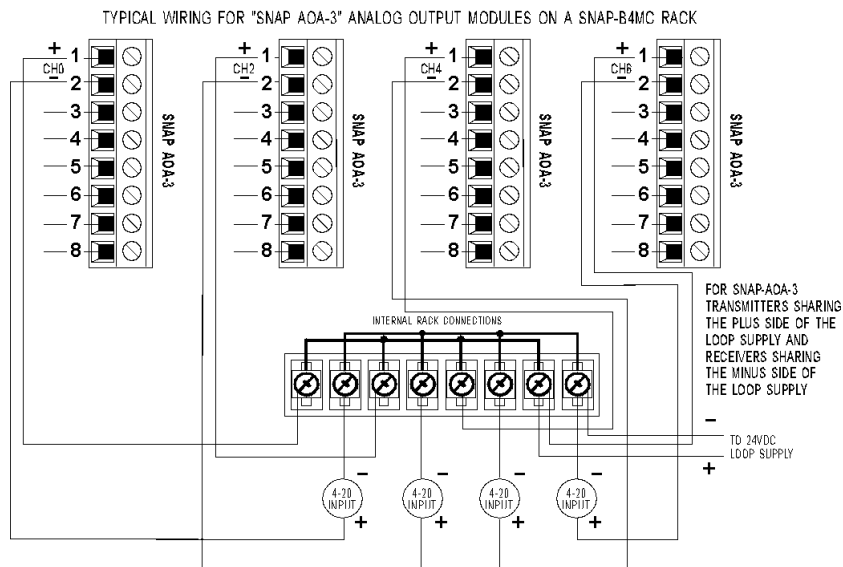 TYPICAL WIRING FOR "SNAP AOA-3" ANALOG OUTPUT MODULES ON A SNAP-B4MC RACK
+ 1
CH0
- 2
3
4
5
6
7
8
SNAP AOA-3
+ 1
CH2
- 2
3
4
5
6
7
8
SNAP AOA-3
+ 1
CH4
- 2
3
4
5
6
7
8
SNAP AOA-3
+ 1
CH6
- 2
3
4
5
6
7
8
SNAP AOA-3
FOR SNAP-AOA-3
TRANSMITTERS SHARING
THE PLUS SIDE OF THE
LOOP SUPPLY AND
RECEIVERS SHARING
THE MINUS SIDE OF
THE LOOP SUPPLY
INTERNAL RACK CONNECTIONS
-
TO 24VDC
LOOP SUPPLY
+
-
4-20
INPUT
+
-
4-20
INPUT
+
-
4-20
INPUT
+
-
4-20
INPUT
+